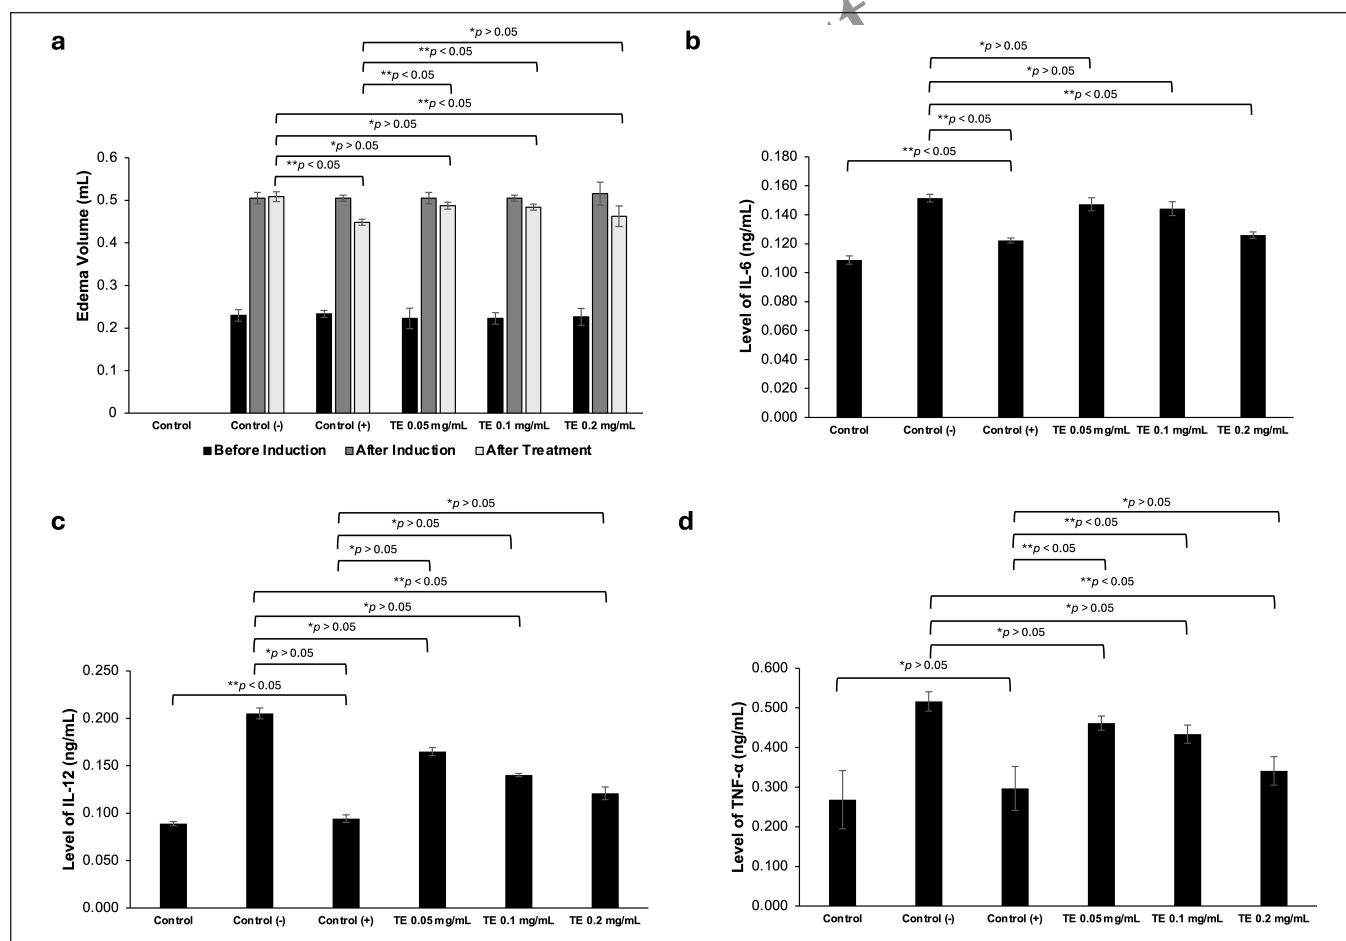 a
*p > 0.05
**p < 0.05
**p < 0.05
**p < 0.05
*p > 0.05
*p > 0.05
**p < 0.05
Edema Volume (mL)
0.6
0.5
0.4
0.3
0.2
0.1
0
Control Control (-) Control (+) TE 0.05 mg/mL TE 0.1 mg/mL TE 0.2 mg/mL
Before Induction After Induction After Treatment
b
*p > 0.05
*p > 0.05
**p < 0.05
**p < 0.05
**p < 0.05
Level of IL-6 (ng/mL)
0.180
0.160
0.140
0.120
0.100
0.080
0.060
0.040
0.020
0.000
Control Control (-) Control (+) TE 0.05 mg/mL TE 0.1 mg/mL TE 0.2 mg/mL
c
*p > 0.05
*p > 0.05
*p > 0.05
**p < 0.05
*p > 0.05
*p > 0.05
*p > 0.05
**p < 0.05
Level of IL-12 (ng/mL)
0.250
0.200
0.150
0.100
0.050
0.000
Control Control (-) Control (+) TE 0.05 mg/mL TE 0.1 mg/mL TE 0.2 mg/mL
d
*p > 0.05
**p < 0.05
**p < 0.05
**p < 0.05
*p > 0.05
*p > 0.05
*p > 0.05
Level of TNF-α (ng/mL)
0.600
0.500
0.400
0.300
0.200
0.100
0.000
Control Control (-) Control (+) TE 0.05 mg/mL TE 0.1 mg/mL TE 0.2 mg/mL